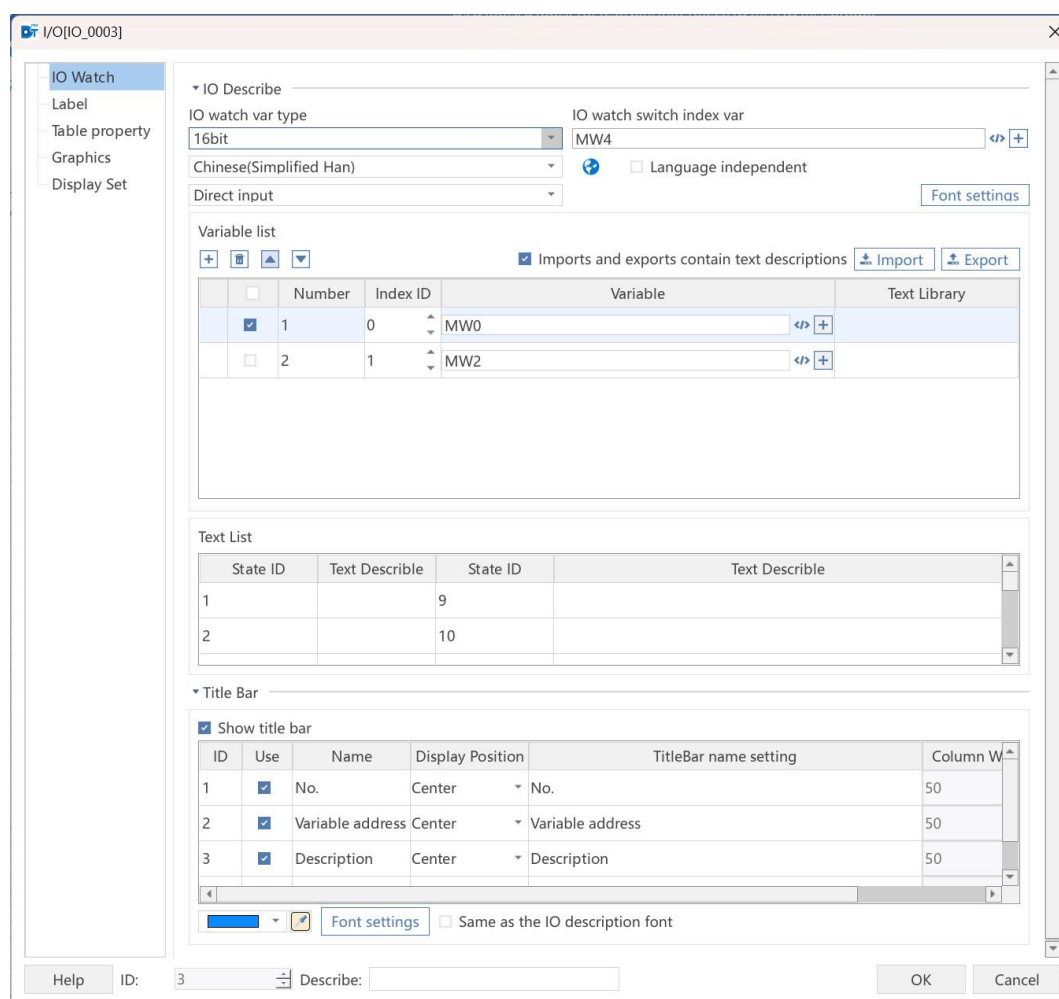 I/O[IO_0003]
IO Watch
Label
Table property
Graphics
Display Set
IO Describe
IO watch var type
IO watch switch index var
16bit
MW4
Chinese(Simplified Han)
Language independent
Direct input
Font settings
Variable list
Imports and exports contain text descriptions
Import
Export
Number Index ID Variable Text Library
1 0 MW0
2 1 MW2
Text List
State ID Text Describle State ID Text Describle
1 9
2 10
Title Bar
Show title bar
ID Use Name Display Position TitleBar name setting Column W
1 No. Center No. 50
2 Variable address Center Variable address 50
3 Description Center Description 50
Font settings
Same as the IO description font
Help
ID: 3
Describe:
OK
Cancel